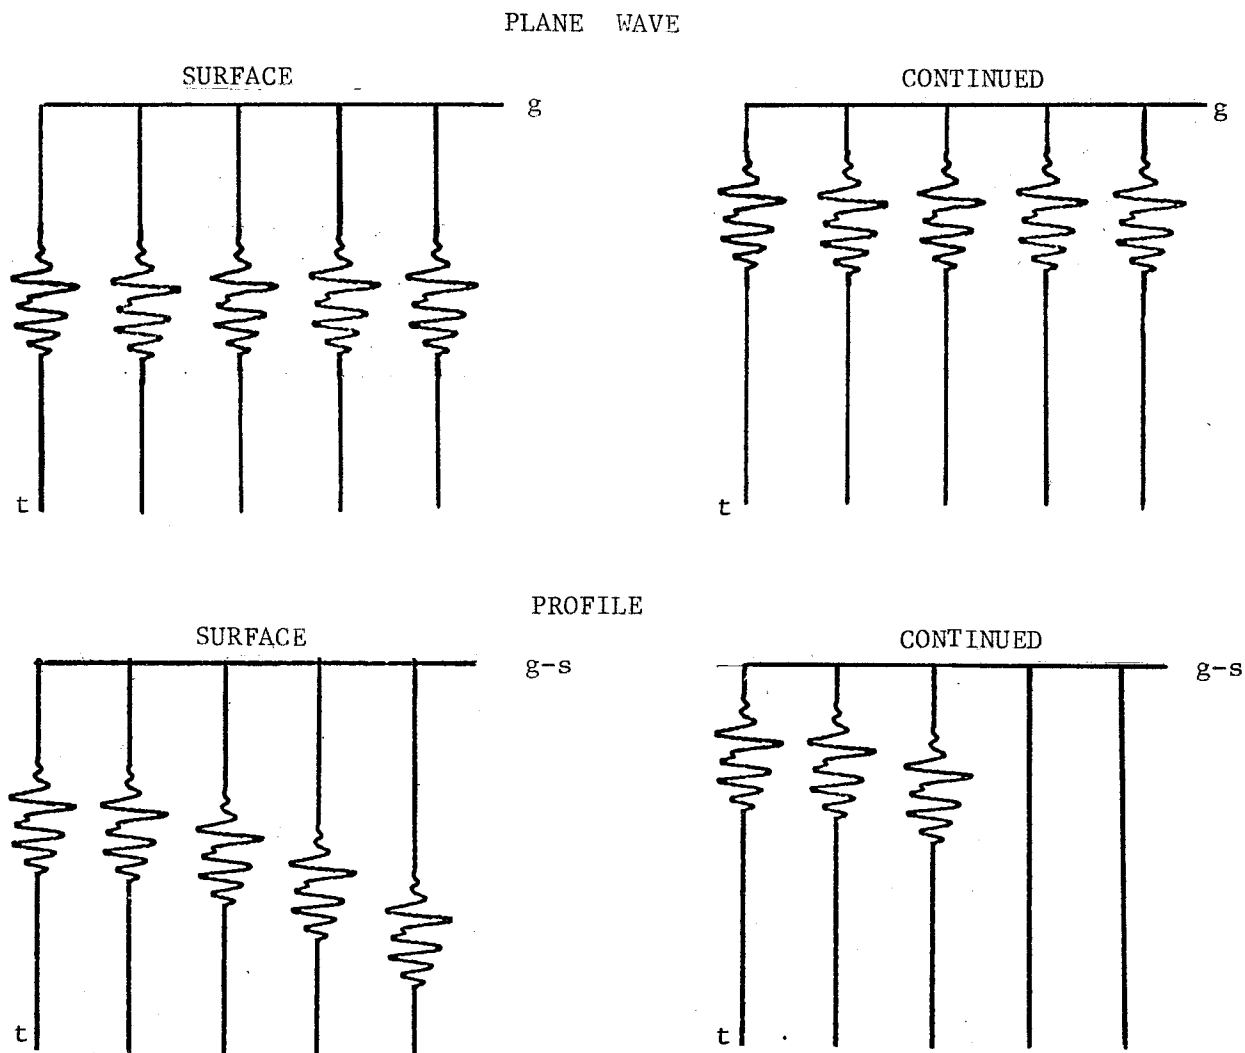 PLANE WAVE
SURFACE
CONTINUED
g
g
t
t
PROFILE
SURFACE
CONTINUED
g-s
g-s
t
t